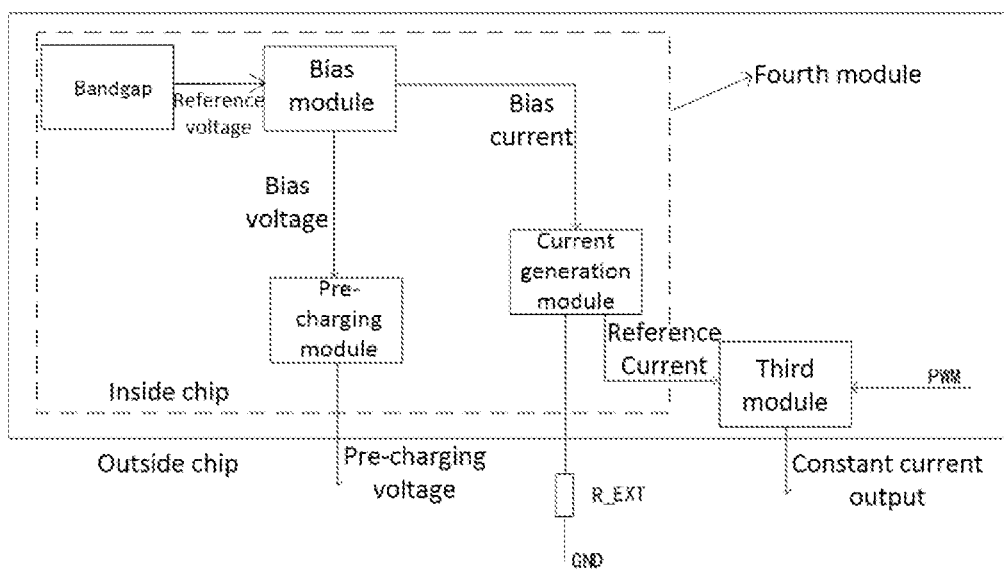 Bandgap
Reference
voltage
Bias
module
Bias
current
Fourth module
Bias
voltage
Current
generation
module
Pre-
charging
module
Reference
Current
Third
module
PWM
Inside chip
Outside chip
Pre-charging
voltage
R_EXT
GND
Constant current
output